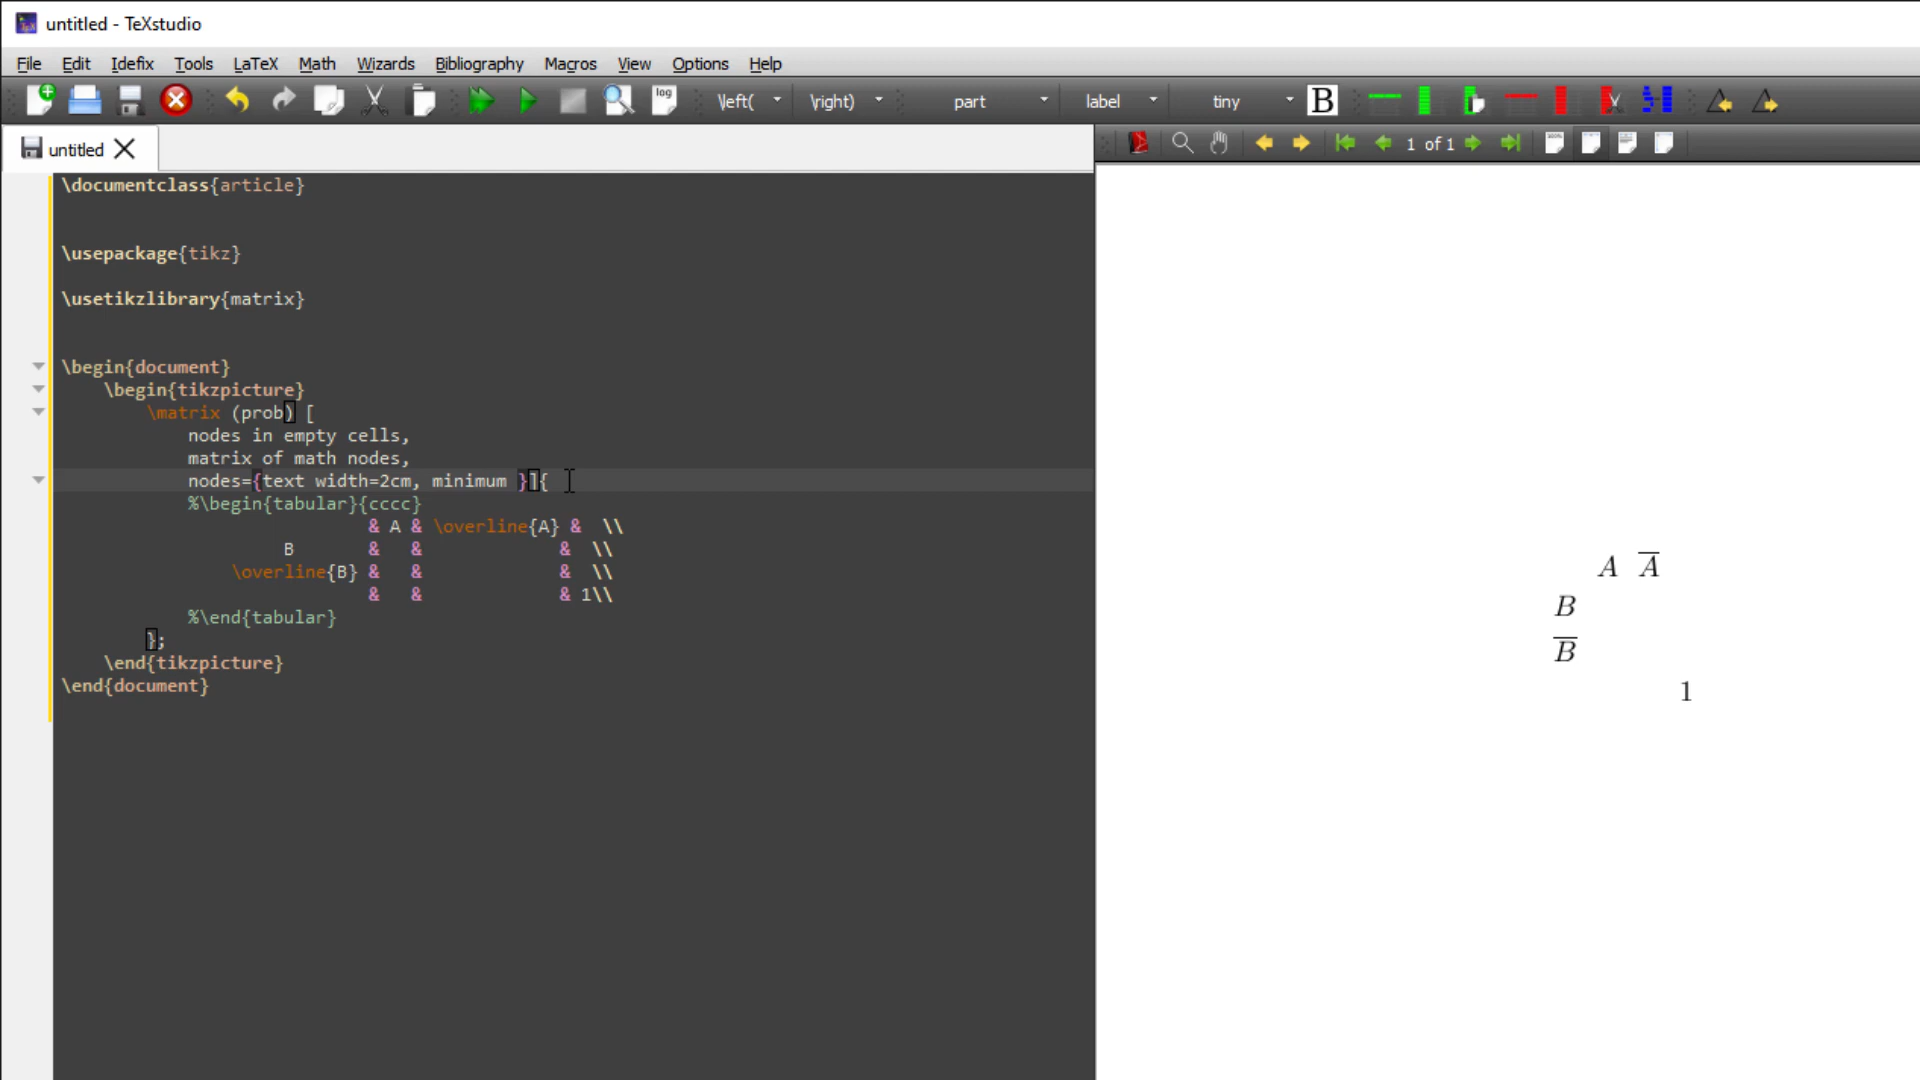 untitled - TeXstudio
File Edit Idefix Tools LaTeX Math Wizards Bibliography Macros View Options Help
log \left( \right) part label tiny B
untitled
1 of 1
\documentclass{article}
\usepackage{tikz}
\usetikzlibrary{matrix}
\begin{document}
\begin{tikzpicture}
\matrix (prob) [
nodes in empty cells,
matrix of math nodes,
nodes={text width=2cm, minimum }]{
%\begin{tabular}{cccc}
& A & \overline{A} & \\
B & & & \\
\overline{B} & & & \\
& & & 1\\
%\end{tabular}
};
\end{tikzpicture}
\end{document}
A A̅
B
B̅
1